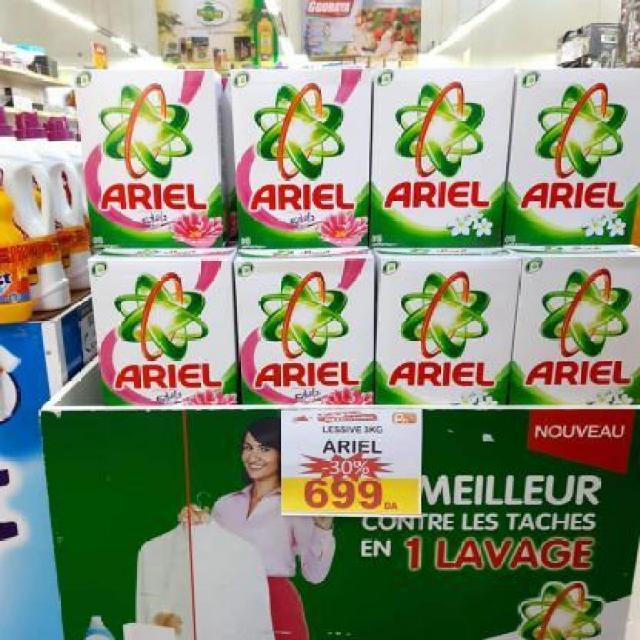 GOURAYA
ARIEL
ARIEL
ARIEL
ARIEL
ARIEL
ARIEL
ARIEL
ARIEL
NOUVEAU
LESSIVE 3KG
ARIEL
30%
699 DA
MEILLEUR
CONTRE LES TACHES
EN 1 LAVAGE